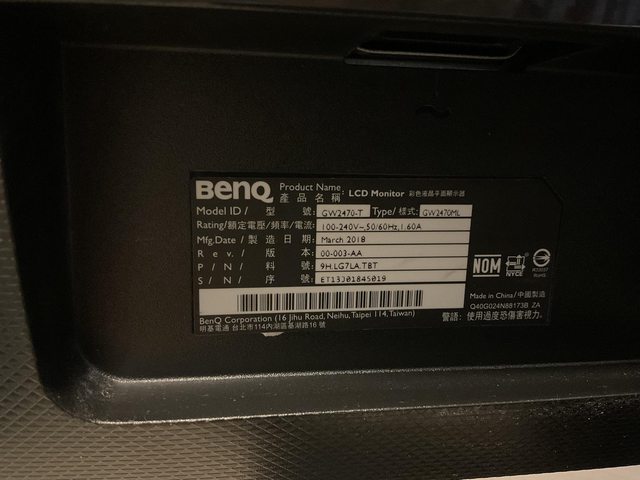 BenQ
Product Name
產品名稱: LCD Monitor 彩色液晶平面顯示器
Model ID / 型號: GW2470-T Type/樣式: GW2470ML
Rating/額定電壓/頻率/電流: 100-240V~,50/60Hz,1.60A
Mfg.Date / 製造日期: March 2018
Rev. / 版本: 00-003-AA
P/N / 料號: 9H.LG7LA.TBT
S/N / 序號: ET13J01845019
NOM NYCE
RoHS
Made in China/中國製造
Q40G024N88173B ZA
BenQ Corporation (16 Jihu Road, Neihu, Taipei 114, Taiwan)
明基電通 台北市114內湖區基湖路16號
警語: 使用過度恐傷害視力。